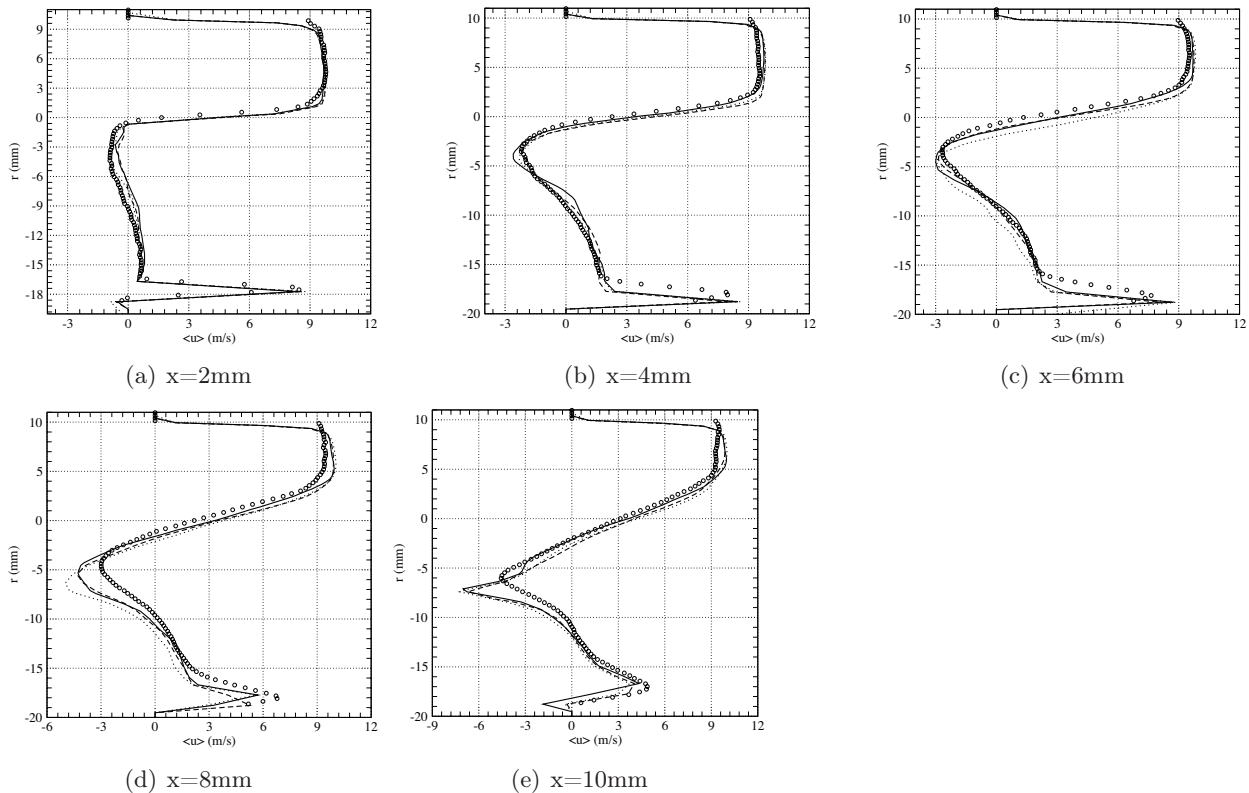 9
6
3
0
-3
-6
-9
-12
-15
-18
r (mm)
-3 0 3 6 9 12
<u> (m/s)
(a) x=2mm
10
5
0
-5
-10
-15
-20
r (mm)
-3 0 3 6 9 12
<u> (m/s)
(b) x=4mm
10
5
0
-5
-10
-15
-20
r (mm)
-3 0 3 6 9 12
<u> (m/s)
(c) x=6mm
10
5
0
-5
-10
-15
-20
r (mm)
-6 -3 0 3 6 9 12
<u> (m/s)
(d) x=8mm
10
5
0
-5
-10
-15
-20
r (mm)
-9 -6 -3 0 3 6 9 12
<u> (m/s)
(e) x=10mm